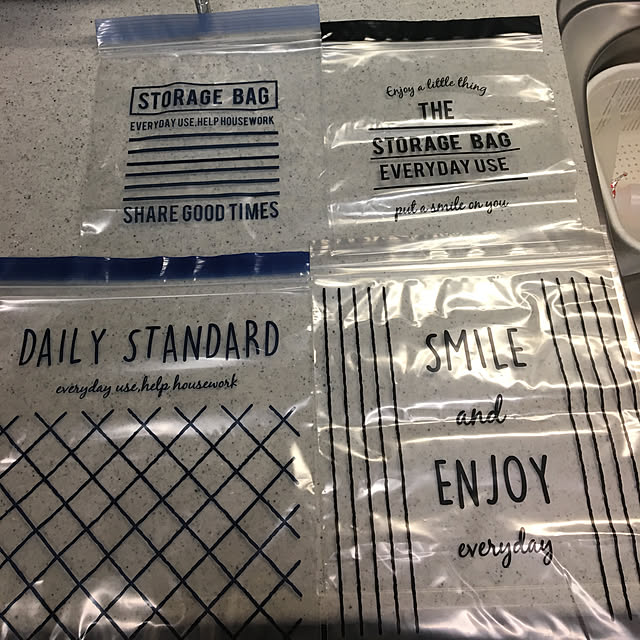 STORAGE BAG
EVERYDAY USE.HELP HOUSEWORK
SHARE GOOD TIMES
Enjoy a little thing
THE
STORAGE BAG
EVERYDAY USE
put a smile on you
DAILY STANDARD
everyday use,help housework
SMILE
and
ENJOY
everyday